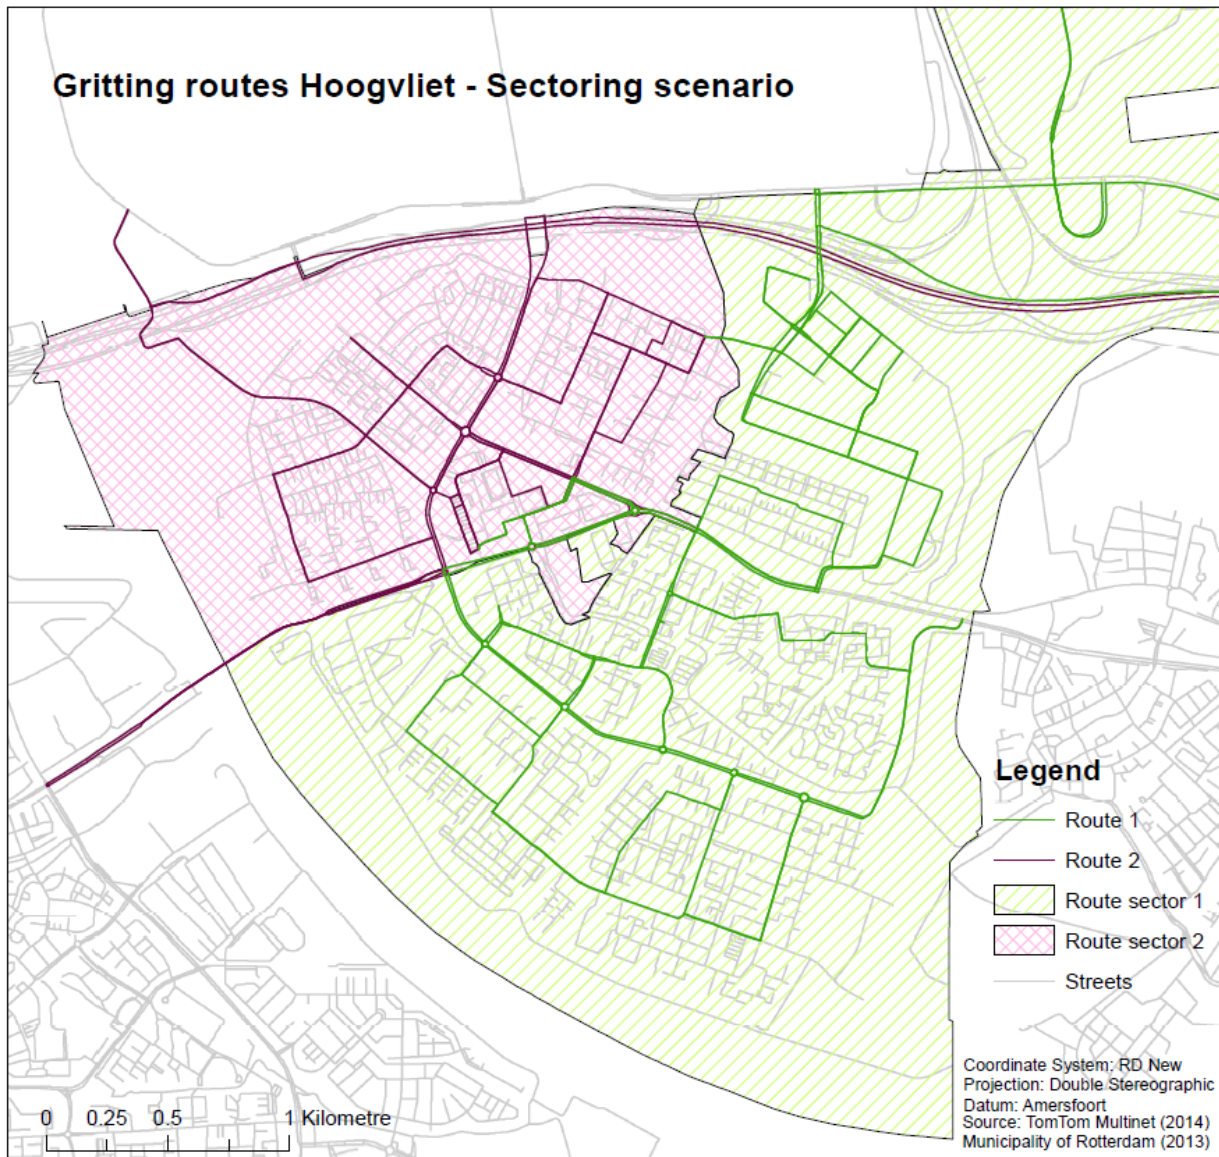 Gritting routes Hoogvliet - Sectoring scenario
Legend
Route 1
Route 2
Route sector 1
Route sector 2
Streets
Coordinate System: RD New
Projection: Double Stereographic
Datum: Amersfoort
Source: TomTom Multinet (2014)
Municipality of Rotterdam (2013)
0 0.25 0.5 1 Kilometre